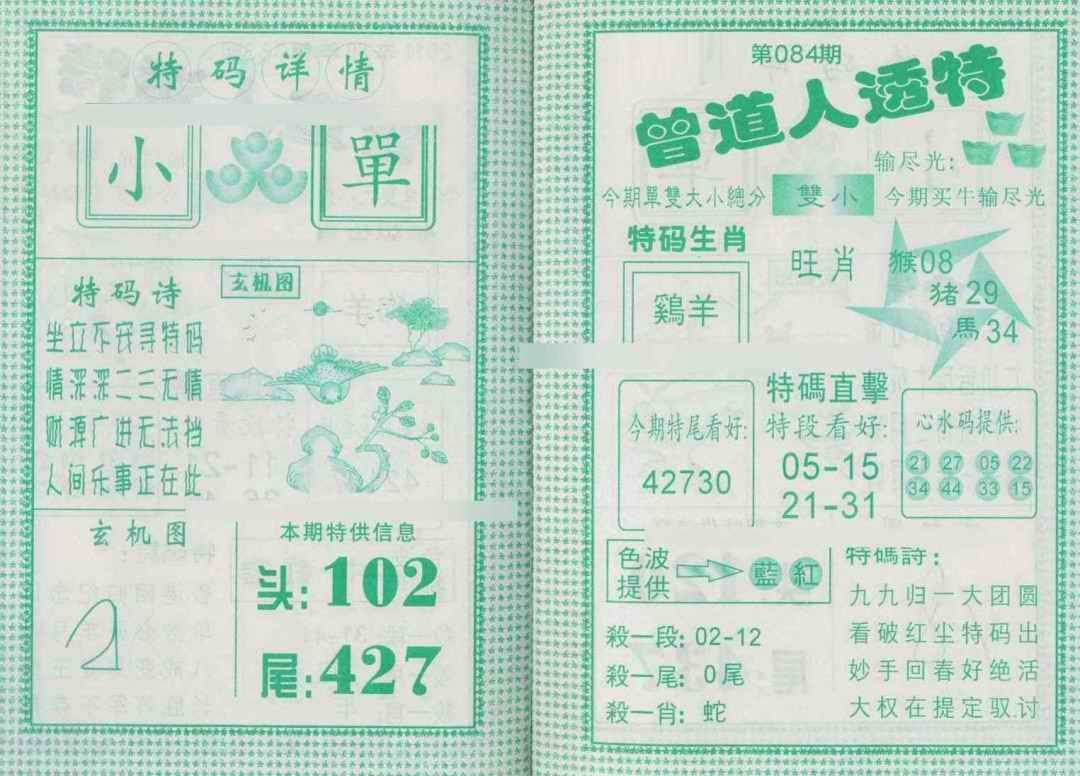 特码详情
小 單
特码诗
玄机图
坐立不安寻特码
情深深二三无情
财源广进无法挡
人间乐事正在此
玄机图
本期特供信息
头:102
尾:427
第084期
曾道人透特
输尽光:
今期單雙大小總分 雙小 今期买牛输尽光
特码生肖
鷄羊
旺肖
猴08
猪29
馬34
今期特尾看好:
42730
特碼直擊
特段看好:
05-15
21-31
心水码提供:
21 27 05 22
34 44 33 15
色波提供 藍 紅
殺一段: 02-12
殺一尾: 0尾
殺一肖: 蛇
特碼詩:
九九归一大团圆
看破红尘特码出
妙手回春好绝活
大权在提定驭讨